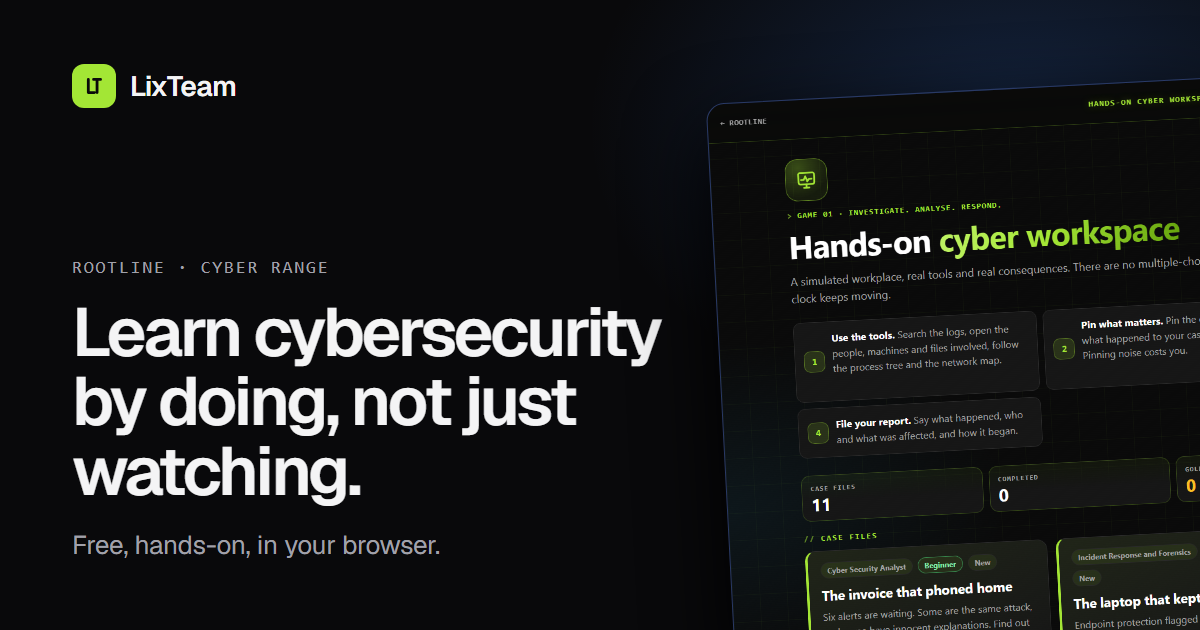 LT
LixTeam
ROOTLINE · CYBER RANGE
Learn cybersecurity
by doing, not just
watching.
Free, hands-on, in your browser.
← ROOTLINE
HANDS-ON CYBER
> GAME 01 · INVESTIGATE. ANALYSE. RESPOND.
Hands-on cyber workspace
A simulated workplace, real tools and real consequences. There are no
clock keeps moving.
1
Use the tools. Search the logs, open the
people, machines and files involved, follow
the process tree and the network map.
2
Pin what matters. Pin the
what happened to your
Pinning noise costs you.
4
File your report. Say what happened, who
and what was affected, and how it began.
CASE FILES
11
COMPLETED
0
0
// CASE FILES
Cyber Security Analyst
Beginner
New
The invoice that phoned home
Six alerts are waiting. Some are the same attack,
have innocent explanations. Find out
Incident Response and Forensics
New
The laptop that kept
Endpoint protection flagged